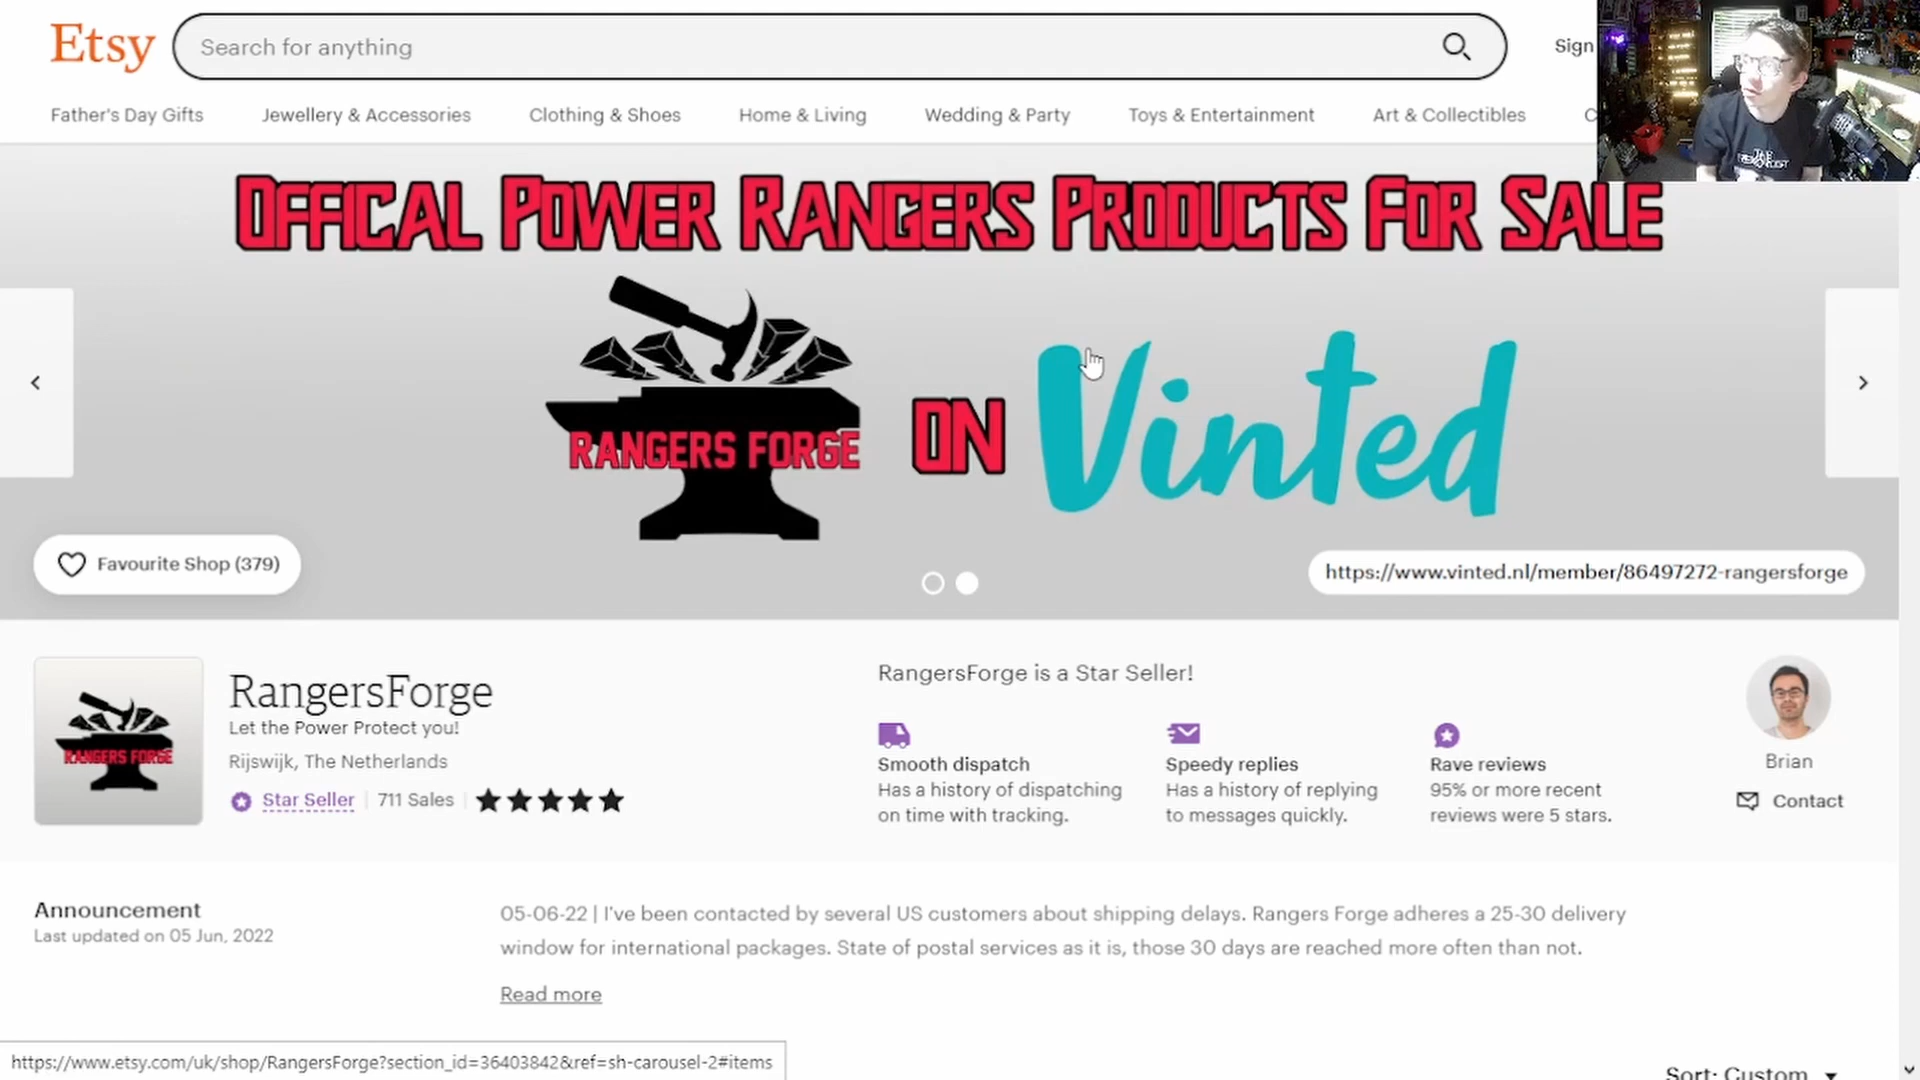 Etsy
Search for anything
Sign
Father's Day Gifts
Jewellery & Accessories
Clothing & Shoes
Home & Living
Wedding & Party
Toys & Entertainment
Art & Collectibles
C
OFFICAL POWER RANGERS PRODUCTS FOR SALE
RANGERS FORGE
ON
Vinted
Favourite Shop (379)
https://www.vinted.nl/member/86497272-rangersforge
RANGERS FORGE
RangersForge
Let the Power Protect you!
Rijswijk, The Netherlands
Star Seller
711 Sales
RangersForge is a Star Seller!
Smooth dispatch
Has a history of dispatching
on time with tracking.
Speedy replies
Has a history of replying
to messages quickly.
Rave reviews
95% or more recent
reviews were 5 stars.
Brian
Contact
Announcement
Last updated on 05 Jun, 2022
05-06-22 | I've been contacted by several US customers about shipping delays. Rangers Forge adheres a 25-30 delivery
window for international packages. State of postal services as it is, those 30 days are reached more often than not.
Read more
https://www.etsy.com/uk/shop/RangersForge?section_id=36403842&ref=sh-carousel-2#items
Sort: Custom